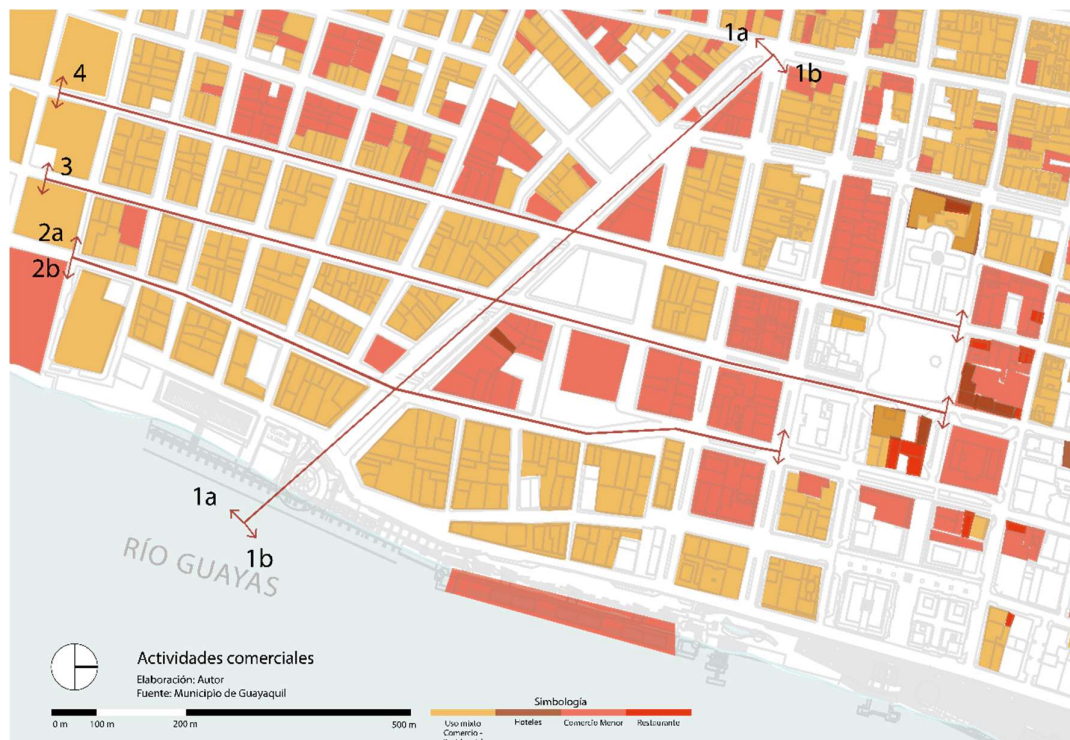 1a
4
1b
3
2a
2b
1a
1b
RÍO GUAYAS
Actividades comerciales
Elaboración: Autor
Fuente: Municipio de Guayaquil
0 m 100 m 200 m 500 m
Simbología
Uso mixto
Comercio -
Hoteles
Comercio Menor
Restaurante